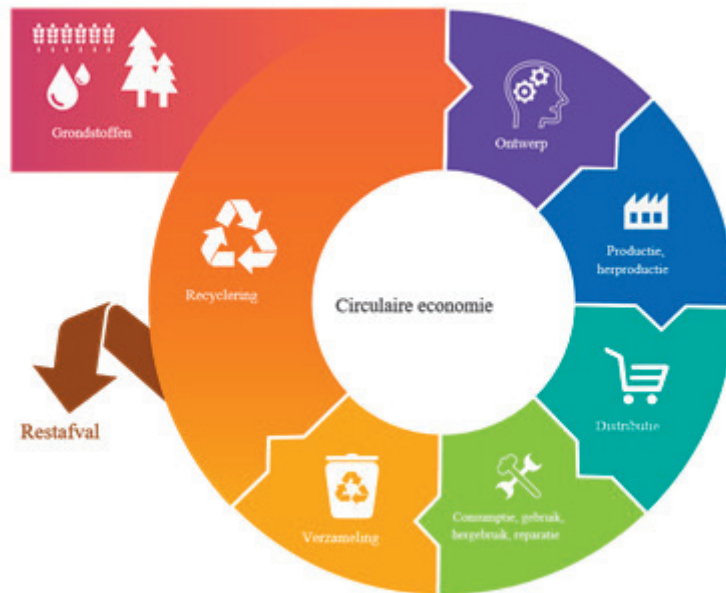 Grondstoffen
Ontwerp
Productie,
herproductie
Recyclering
Circulaire economie
Distributie
Restafval
Verzameling
Consumptie, gebruik,
hergebruik, reparatie